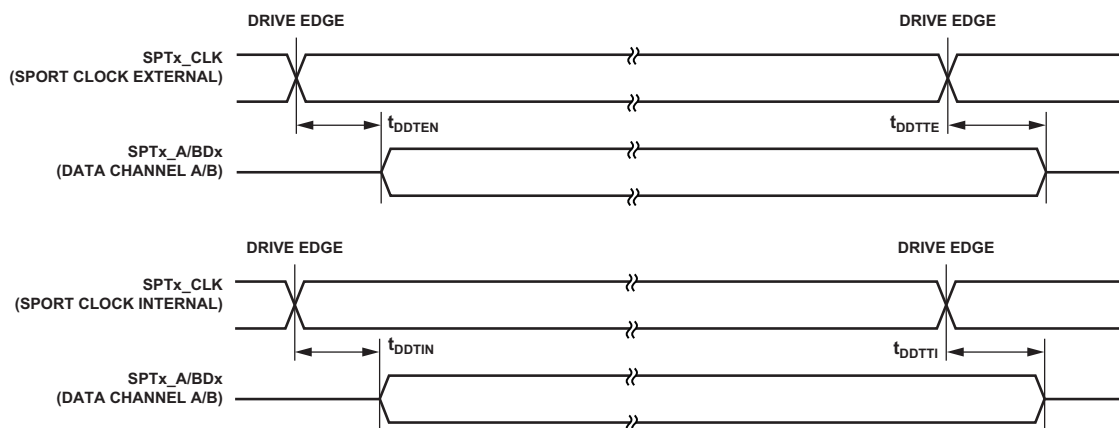 DRIVE EDGE DRIVE EDGE
SPTx_CLK
(SPORT CLOCK EXTERNAL)
tDDTEN tDDTTE
SPTx_A/BDx
(DATA CHANNEL A/B)
DRIVE EDGE DRIVE EDGE
SPTx_CLK
(SPORT CLOCK INTERNAL)
tDDTIN tDDTTI
SPTx_A/BDx
(DATA CHANNEL A/B)